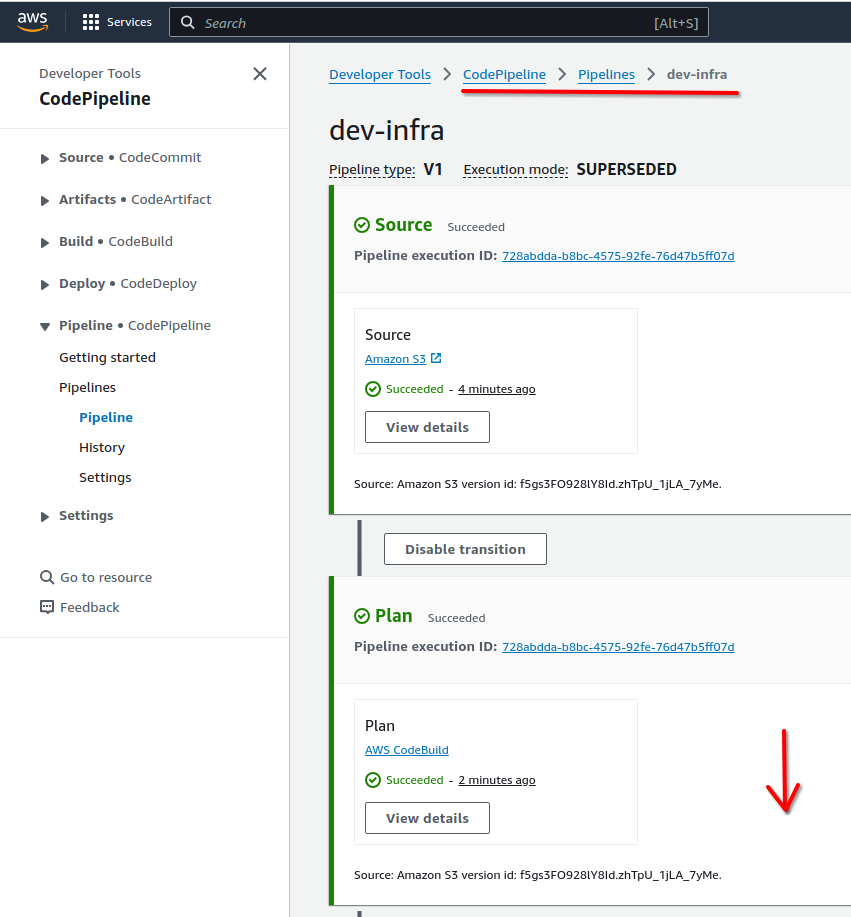 aws
Services
Search
[Alt+S]
Developer Tools
CodePipeline
Source • CodeCommit
Artifacts • CodeArtifact
Build • CodeBuild
Deploy • CodeDeploy
Pipeline • CodePipeline
Getting started
Pipelines
Pipeline
History
Settings
Settings
Go to resource
Feedback
Developer Tools > CodePipeline > Pipelines > dev-infra
dev-infra
Pipeline type: V1 Execution mode: SUPERSEDED
Source Succeeded
Pipeline execution ID: 728abdda-b8bc-4575-92fe-76d47b5ff07d
Source
Amazon S3
Succeeded - 4 minutes ago
View details
Source: Amazon S3 version id: f5gs3FO928lY8Id.zhTpU_1jLA_7yMe.
Disable transition
Plan Succeeded
Pipeline execution ID: 728abdda-b8bc-4575-92fe-76d47b5ff07d
Plan
AWS CodeBuild
Succeeded - 2 minutes ago
View details
Source: Amazon S3 version id: f5gs3FO928lY8Id.zhTpU_1jLA_7yMe.